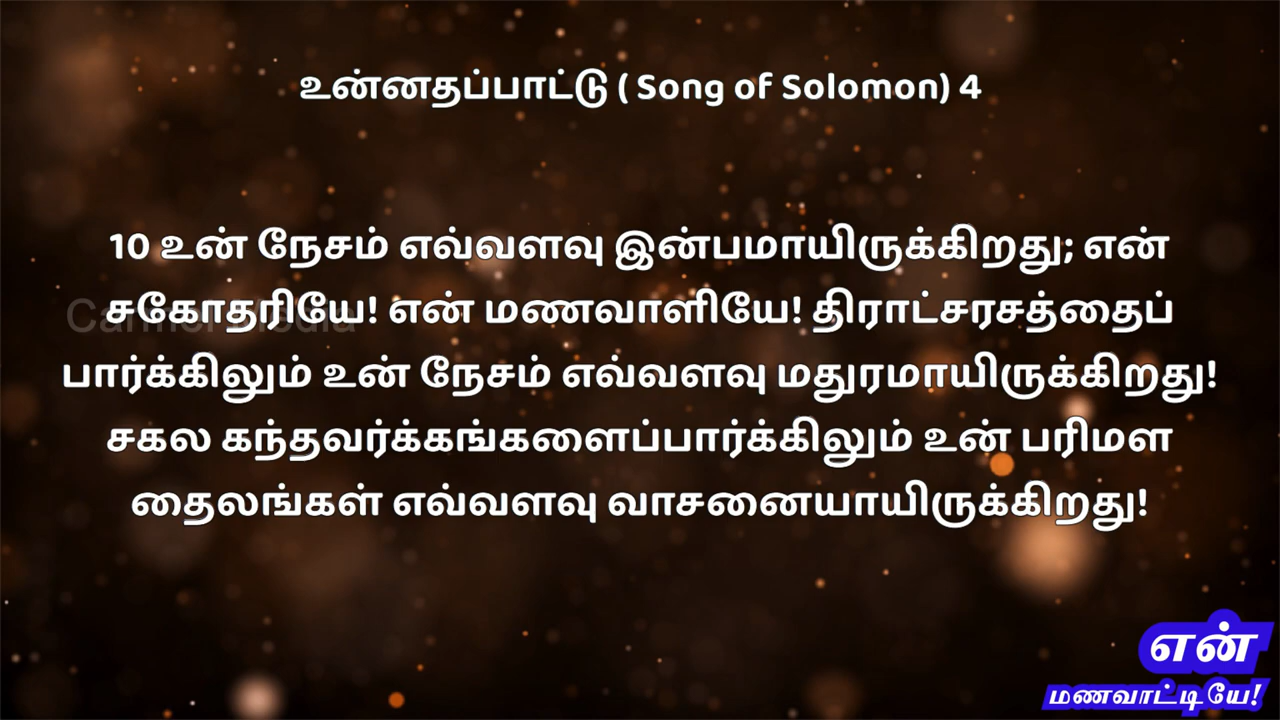 உன்னதப்பாட்டு ( Song of Solomon) 4
10 உன் நேசம் எவ்வளவு இன்பமாயிருக்கிறது; என்
சகோதரியே! என் மணவாளியே! திராட்சரசத்தைப்
பார்க்கிலும் உன் நேசம் எவ்வளவு மதுரமாயிருக்கிறது!
சகல கந்தவர்க்கங்களைப்பார்க்கிலும் உன் பரிமள
தைலங்கள் எவ்வளவு வாசனையாயிருக்கிறது!
என்
மணவாட்டியே!